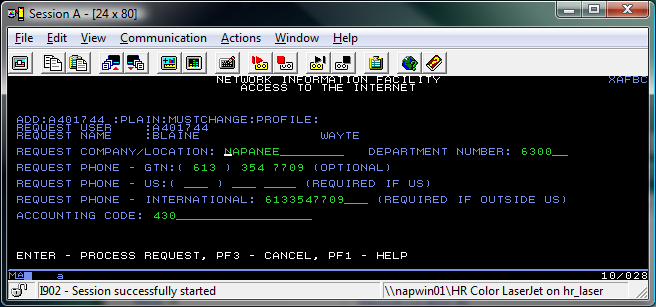 Session A - [24 x 80]
File Edit View Communication Actions Window Help
NETWORK INFORMATION FACILITY XAFBC
ACCESS TO THE INTERNET
ADD:A401744 :PLAIN:MUSTCHANGE:PROFILE:
REQUEST USER :A401744
REQUEST NAME :BLAINE WAYTE
REQUEST COMPANY/LOCATION: NAPANEE__________ DEPARTMENT NUMBER: 6300__
REQUEST PHONE - GTN:( 613 ) 354 7709 (OPTIONAL)
REQUEST PHONE - US:( ___ ) ___ ____ (REQUIRED IF US)
REQUEST PHONE - INTERNATIONAL: 6133547709___ (REQUIRED IF OUTSIDE US)
ACCOUNTING CODE: 430_________________
ENTER - PROCESS REQUEST, PF3 - CANCEL, PF1 - HELP
MA a 10/028
I902 - Session successfully started \\napwin01\HR Color LaserJet on hr_laser